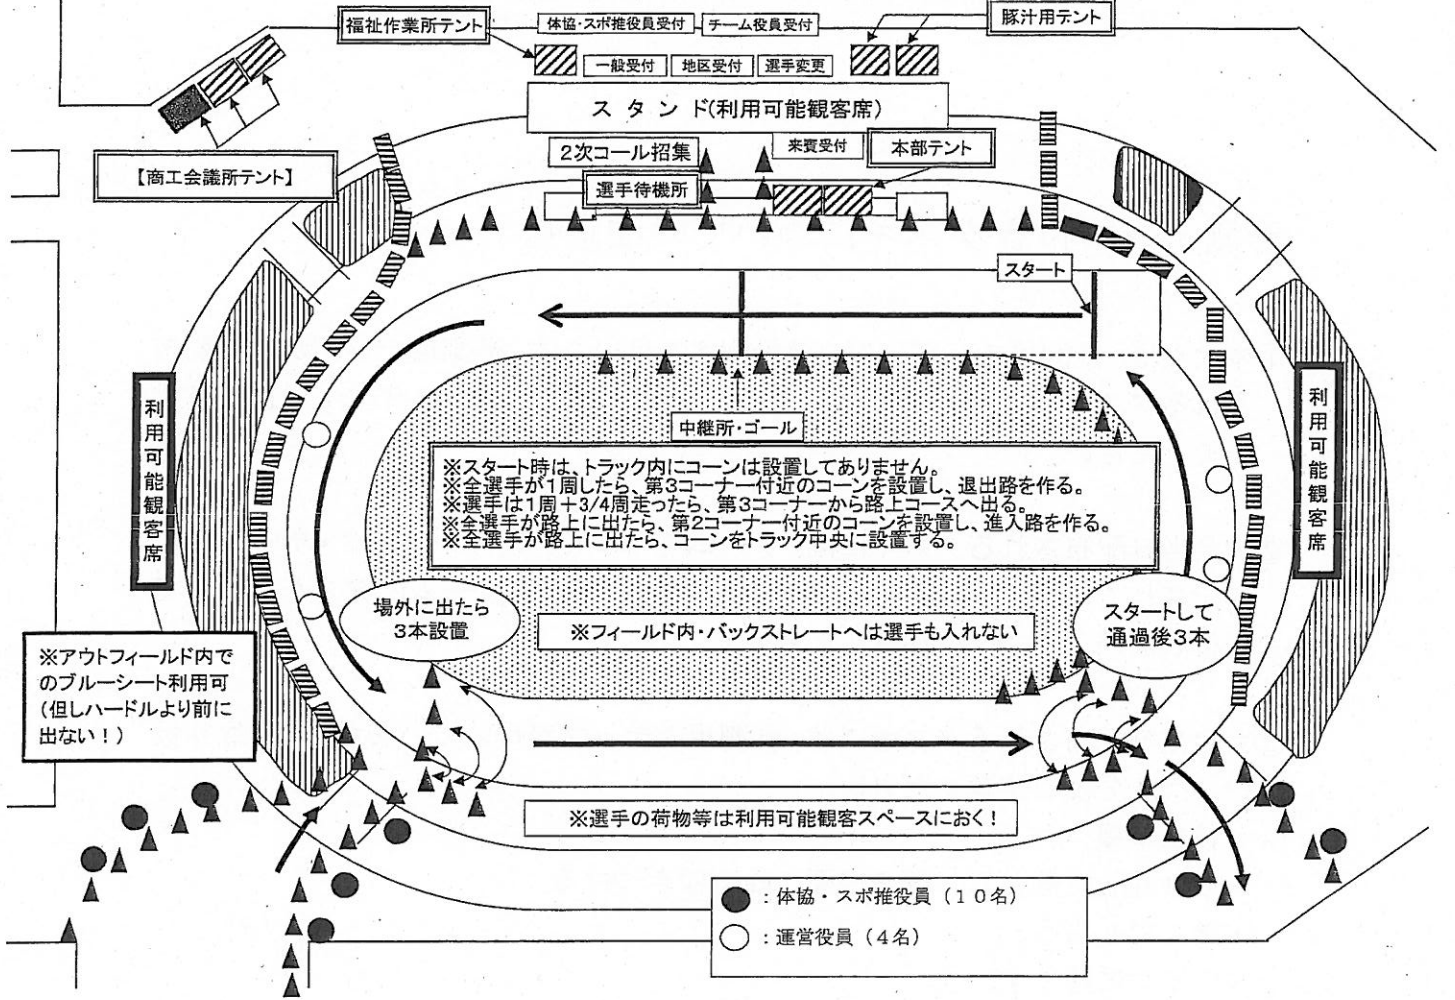 福祉作業所テント
体協・スポ推役員受付
チーム役員受付
豚汁用テント
一般受付
地区受付
選手変更
スタンド(利用可能観客席)
【商工会議所テント】
2次コール招集
来賓受付
本部テント
選手待機所
スタート
中継所・ゴール
利用可能観客席
利用可能観客席
※スタート時は、トラック内にコーンは設置してありません。
※全選手が1周したら、第3コーナー付近のコーンを設置し、退出路を作る。
※選手は1周+3/4周走ったら、第3コーナーから路上コースへ出る。
※全選手が路上に出たら、第2コーナー付近のコーンを設置し、進入路を作る。
※全選手が路上に出たら、コーンをトラック中央に設置する。
場外に出たら
3本設置
※フィールド内・バックストレートへは選手も入れない
スタートして
通過後3本
※アウトフィールド内で
のブルーシート利用可
(但しハードルより前に
出ない!)
※選手の荷物等は利用可能観客スペースにおく!
●:体協・スポ推役員(10名)
○:運営役員(4名)